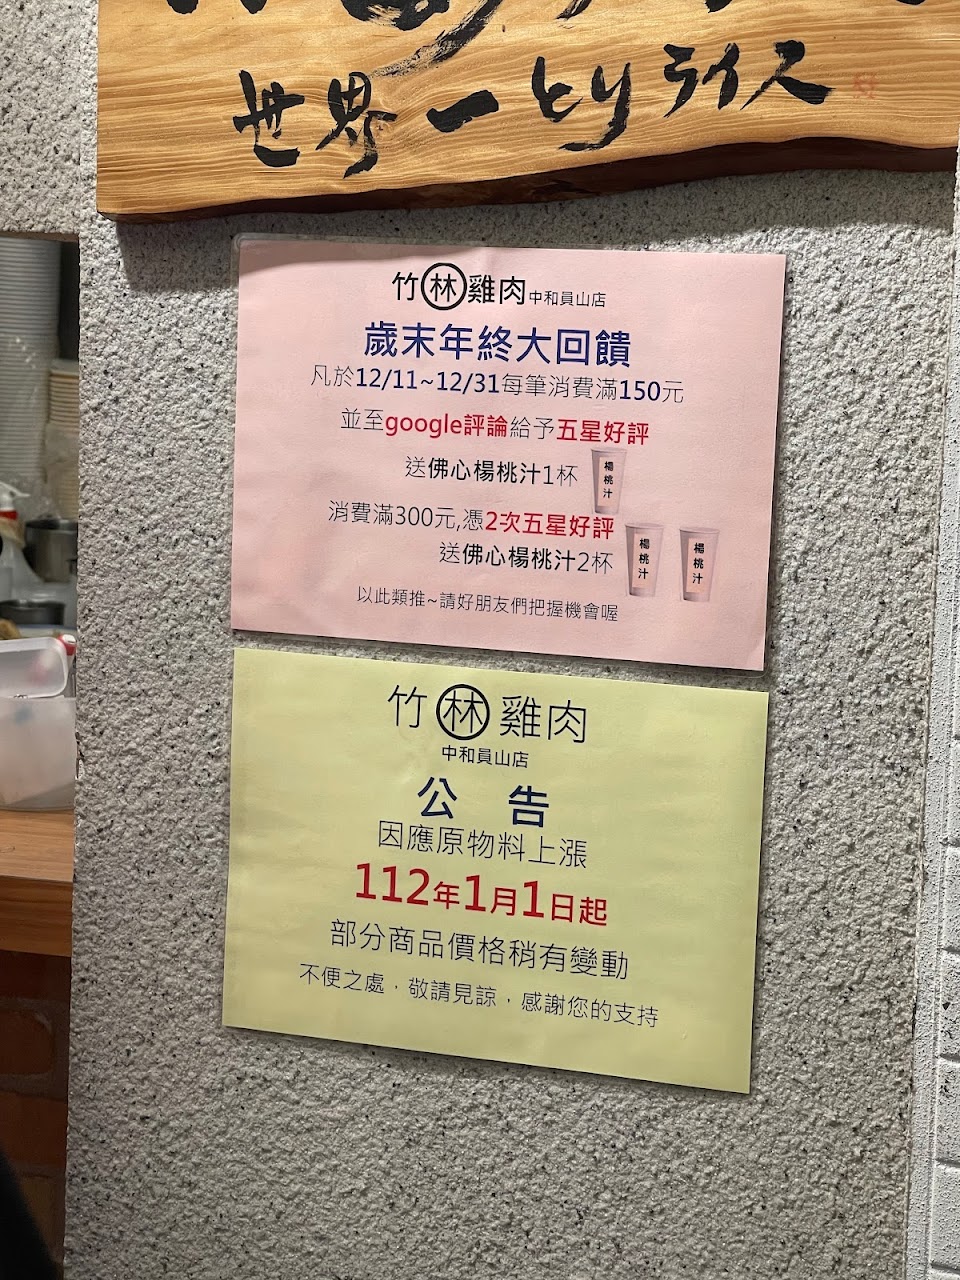 世界一とりライス
竹林雞肉中和員山店
歲末年終大回饋
凡於12/11~12/31每筆消費滿150元
並至google評論給予五星好評
送佛心楊桃汁1杯
楊桃汁
消費滿300元,憑2次五星好評
送佛心楊桃汁2杯
楊桃汁
楊桃汁
以此類推~請好朋友們把握機會喔
竹林雞肉
中和員山店
公 告
因應原物料上漲
112年1月1日起
部分商品價格稍有變動
不便之處，敬請見諒，感謝您的支持